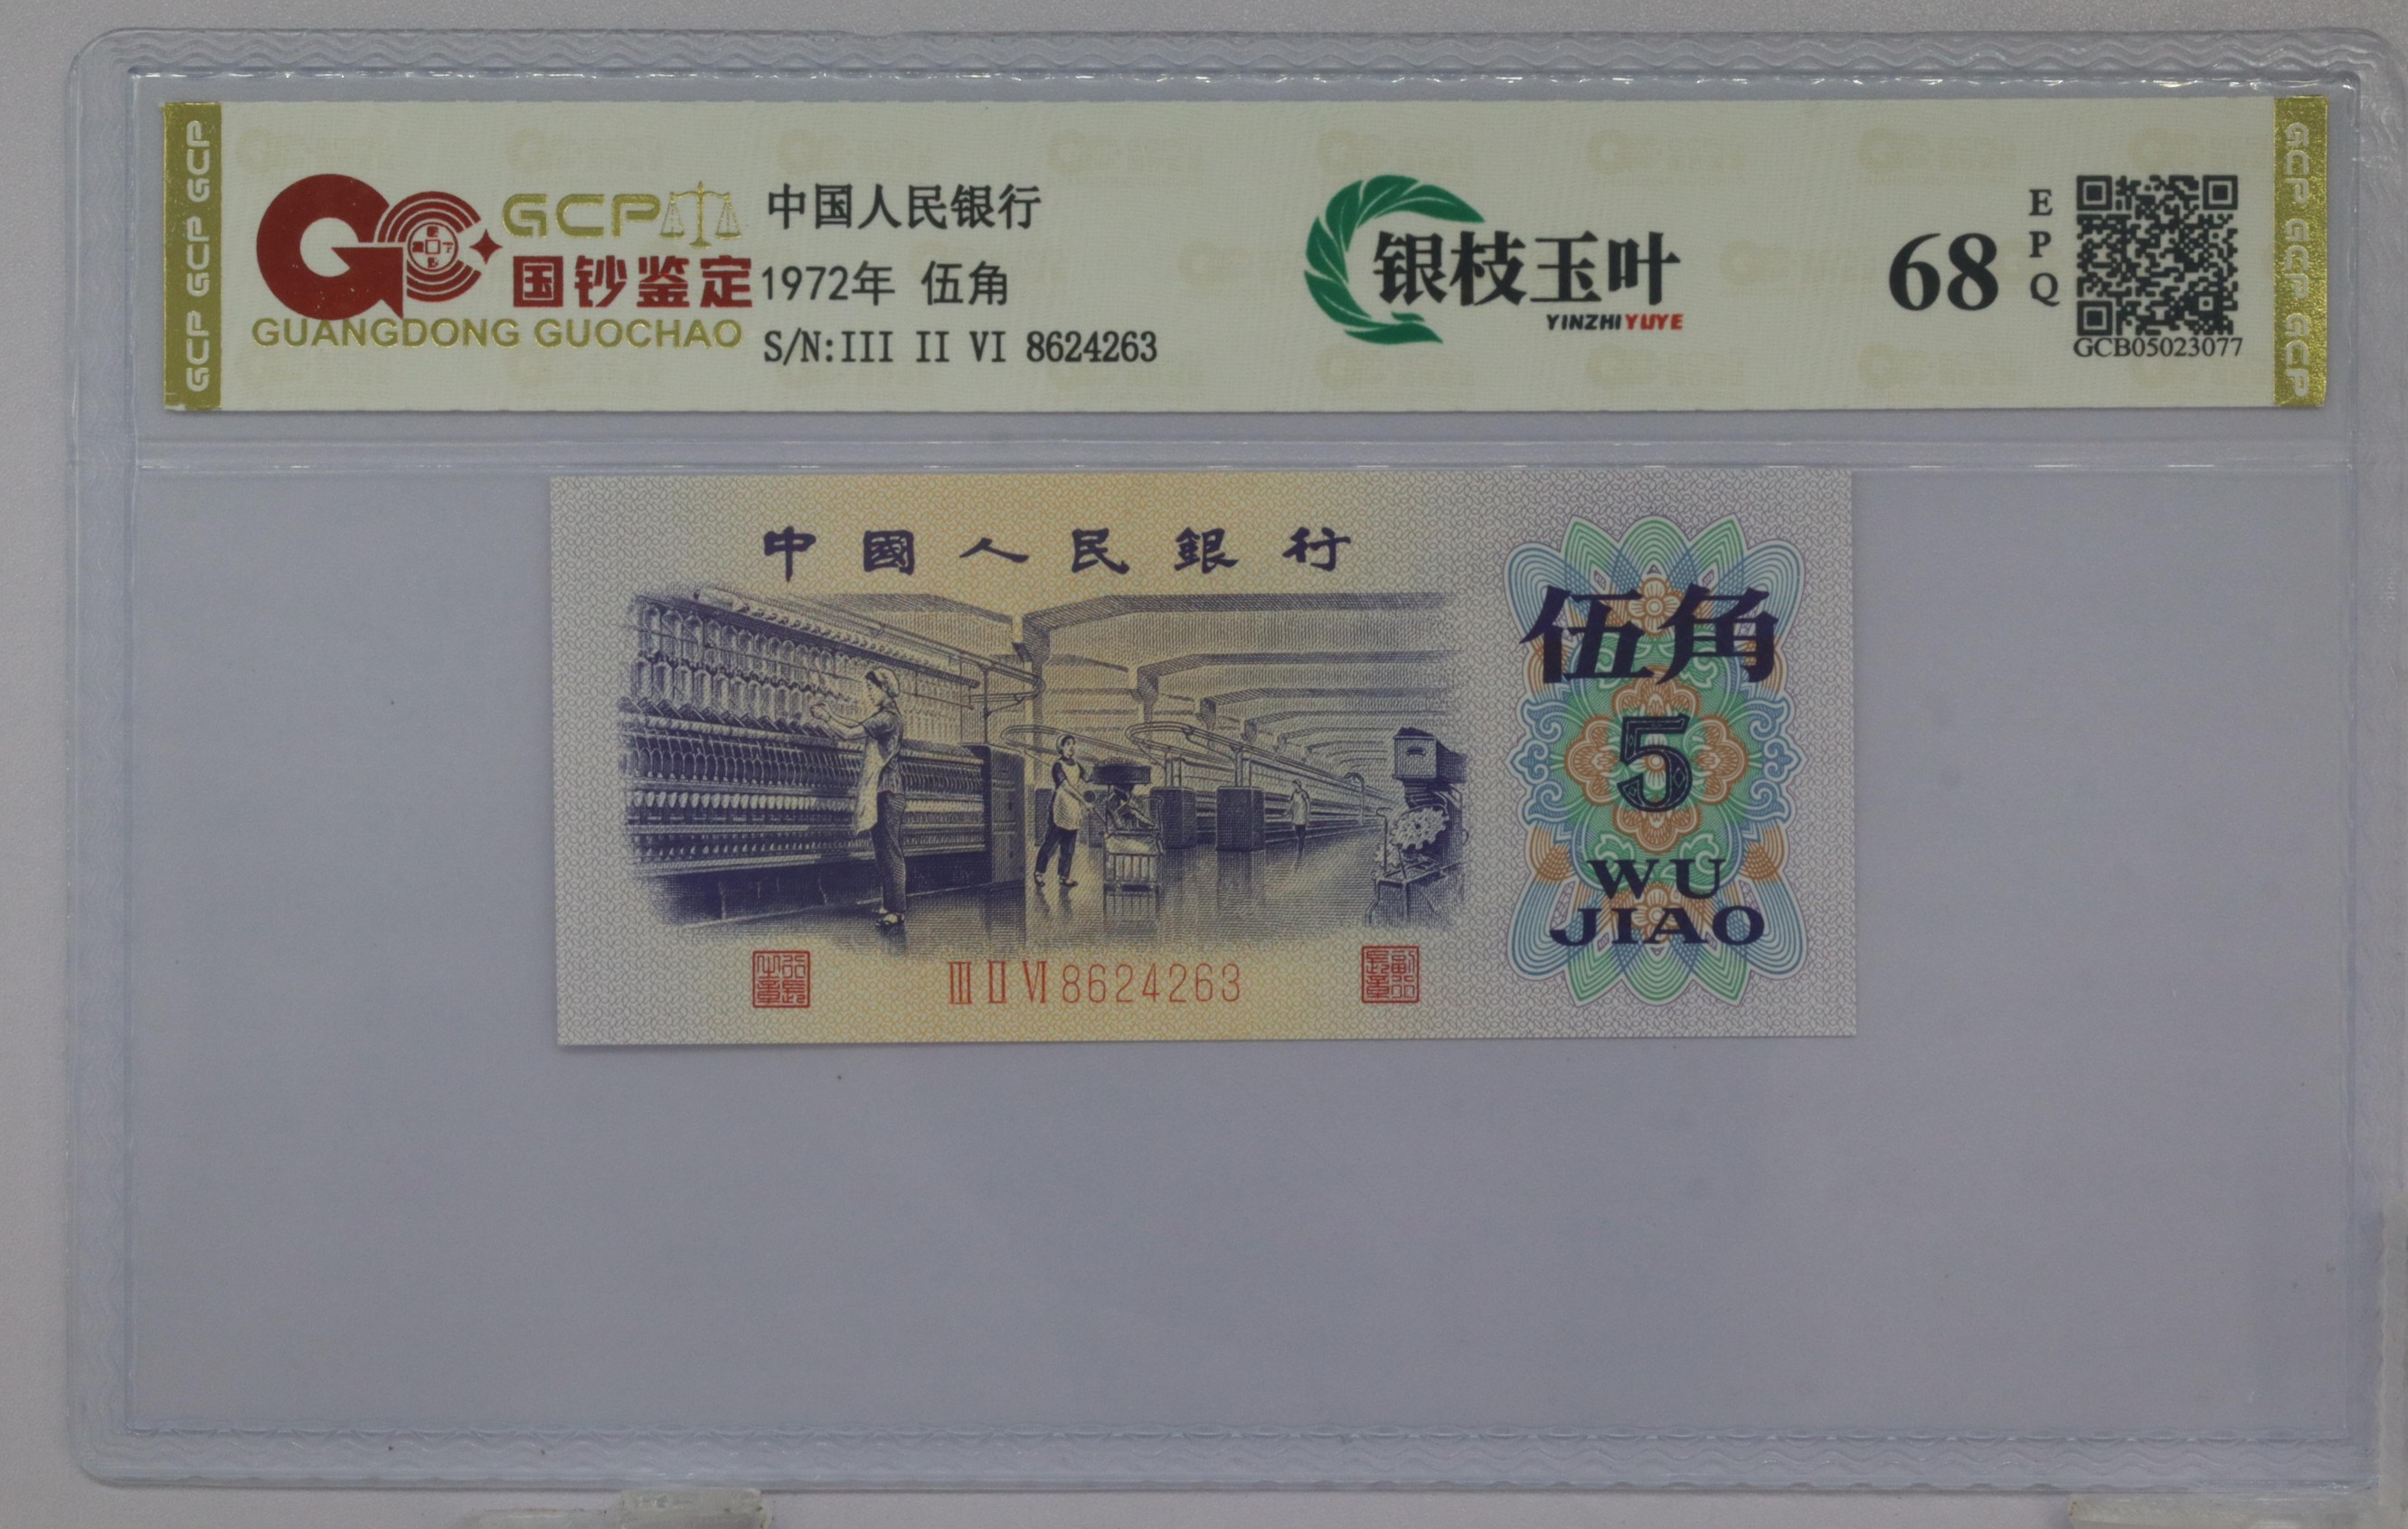 GCP GCP GCP
GCP
国钞鉴定
GUANGDONG GUOCHAO
中国人民银行
1972年 伍角
S/N:III II VI 8624263
银枝玉叶
YINZHIYUYE
68
EPQ
GCB05023077
GCP GCP GCP GCP
中國人民銀行
伍角
5
WU
JIAO
III II VI 8624263